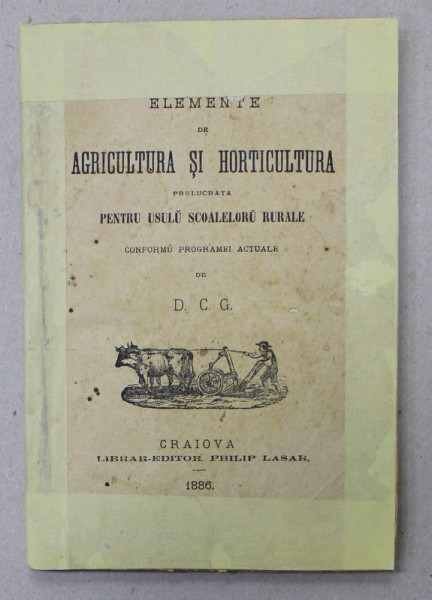 ELEMENTE
DE
AGRICULTURA ȘI HORTICULTURA
PRELUCRATA
PENTRU USULŬ SCOALELORŬ RURALE
CONFORMŬ PROGRAMEI ACTUALE
DE
D. C. G.
CRAIOVA
LIBRAR-EDITOR PHILIP LASAR,
1886.